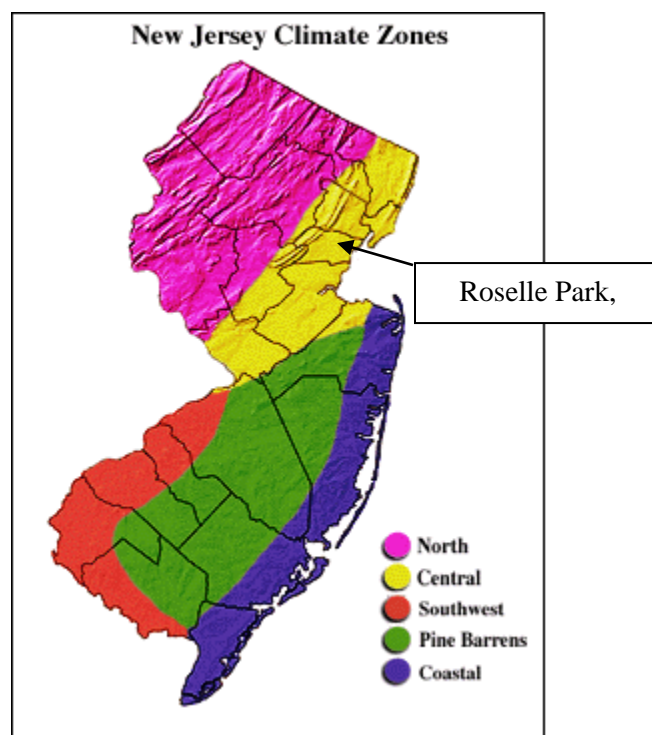 New Jersey Climate Zones
Roselle Park,
North
Central
Southwest
Pine Barrens
Coastal